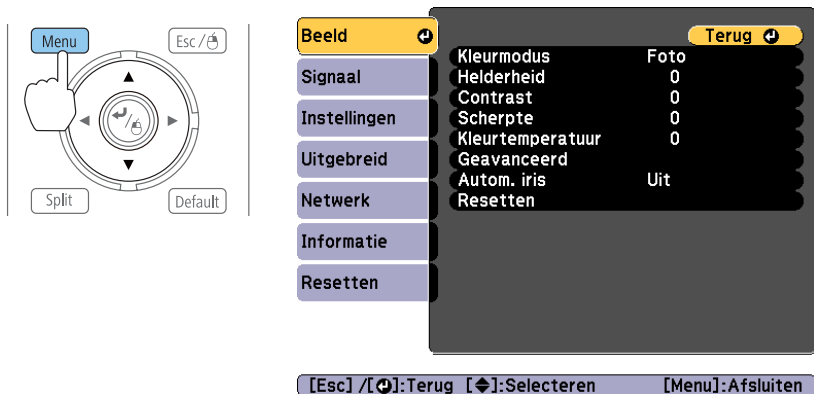 Menu
Esc /
Split
Default
Beeld
Signaal
Instellingen
Uitgebreid
Netwerk
Informatie
Resetten
Terug
Kleurmodus Foto
Helderheid 0
Contrast 0
Scherpte 0
Kleurtemperatuur 0
Geavanceerd
Autom. iris Uit
Resetten
[Esc] /[ ]:Terug [ ]:Selecteren [Menu]:Afsluiten